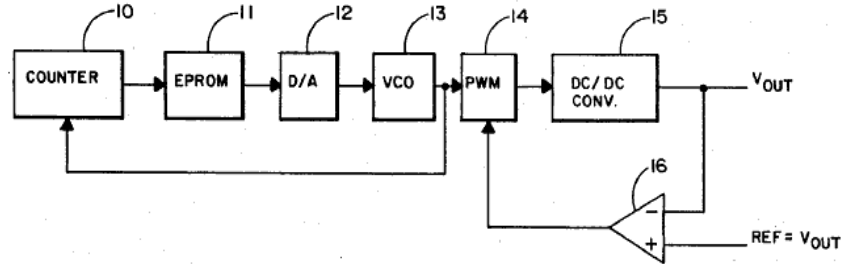 10
11
12
13
14
15
COUNTER
EPROM
D/A
VCO
PWM
DC/DC
CONV.
VOUT
16
−
+
REF = VOUT